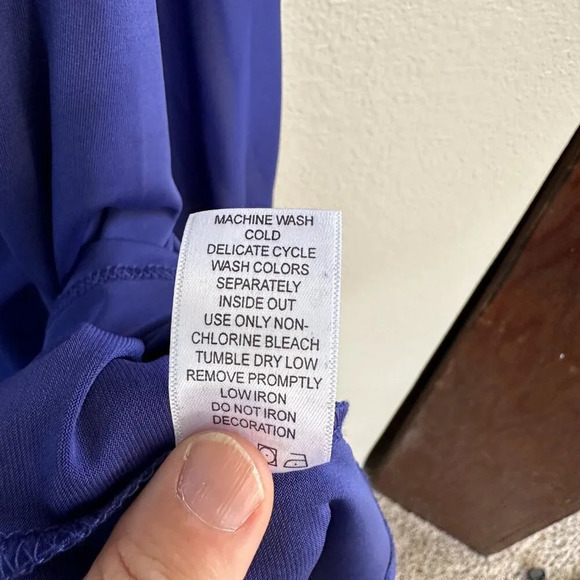 MACHINE WASH
COLD
DELICATE CYCLE
WASH COLORS
SEPARATELY
INSIDE OUT
USE ONLY NON-
CHLORINE BLEACH
TUMBLE DRY LOW
REMOVE PROMPTLY
LOW IRON
DO NOT IRON
DECORATION